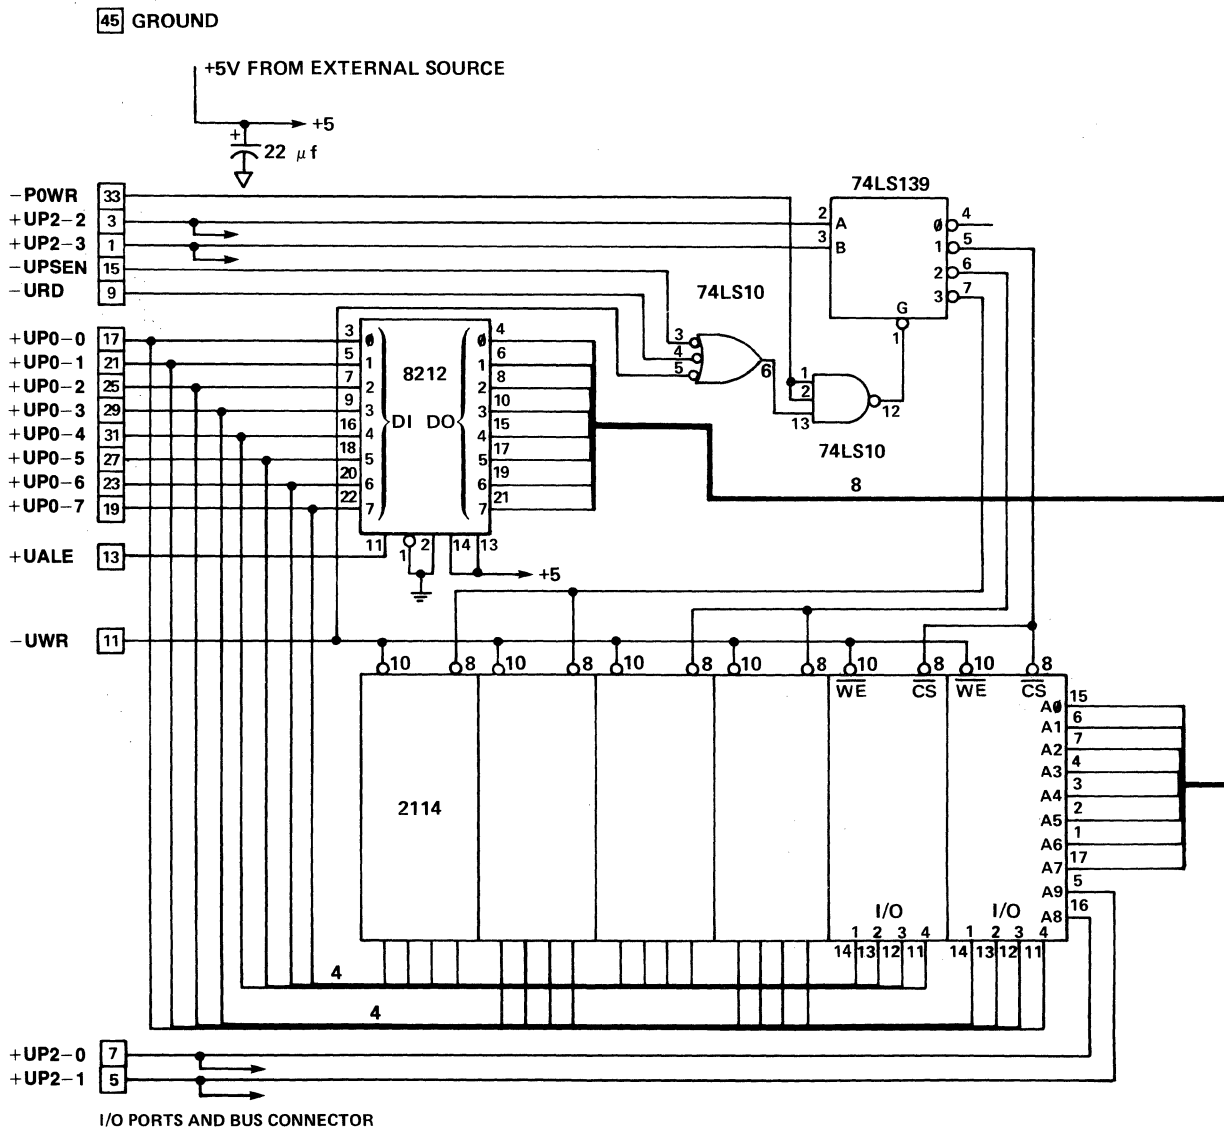 45 GROUND
+5V FROM EXTERNAL SOURCE
+5
+
22 μf
74LS139
-P0WR 33
+UP2-2 3
+UP2-3 1
-UPSEN 15
-URD 9
2 A 0 4
3 B 1 5
2 6
3 7
G
1
74LS10
3
4
5
6
1
2
13
12
74LS10
+UP0-0 17
+UP0-1 21
+UP0-2 25
+UP0-3 29
+UP0-4 31
+UP0-5 27
+UP0-6 23
+UP0-7 19
3 0 0 4
5 1 1 6
7 2 8212 2 8
9 3 3 10
16 4 DI DO 4 15
18 5 5 17
20 6 6 19
22 7 7 21
8
11 1 2 14 13
+UALE 13
+5
-UWR 11
10 8 10 8 10 8 10 8 10 8 10 8
WE CS WE CS
2114
A0 15
A1 6
A2 7
A3 4
A4 3
A5 2
A6 1
A7 17
A9 5
A8 16
I/O I/O
1 2 3 4 1 2 3 4
14 13 12 11 14 13 12 11
4
4
+UP2-0 7
+UP2-1 5
I/O PORTS AND BUS CONNECTOR